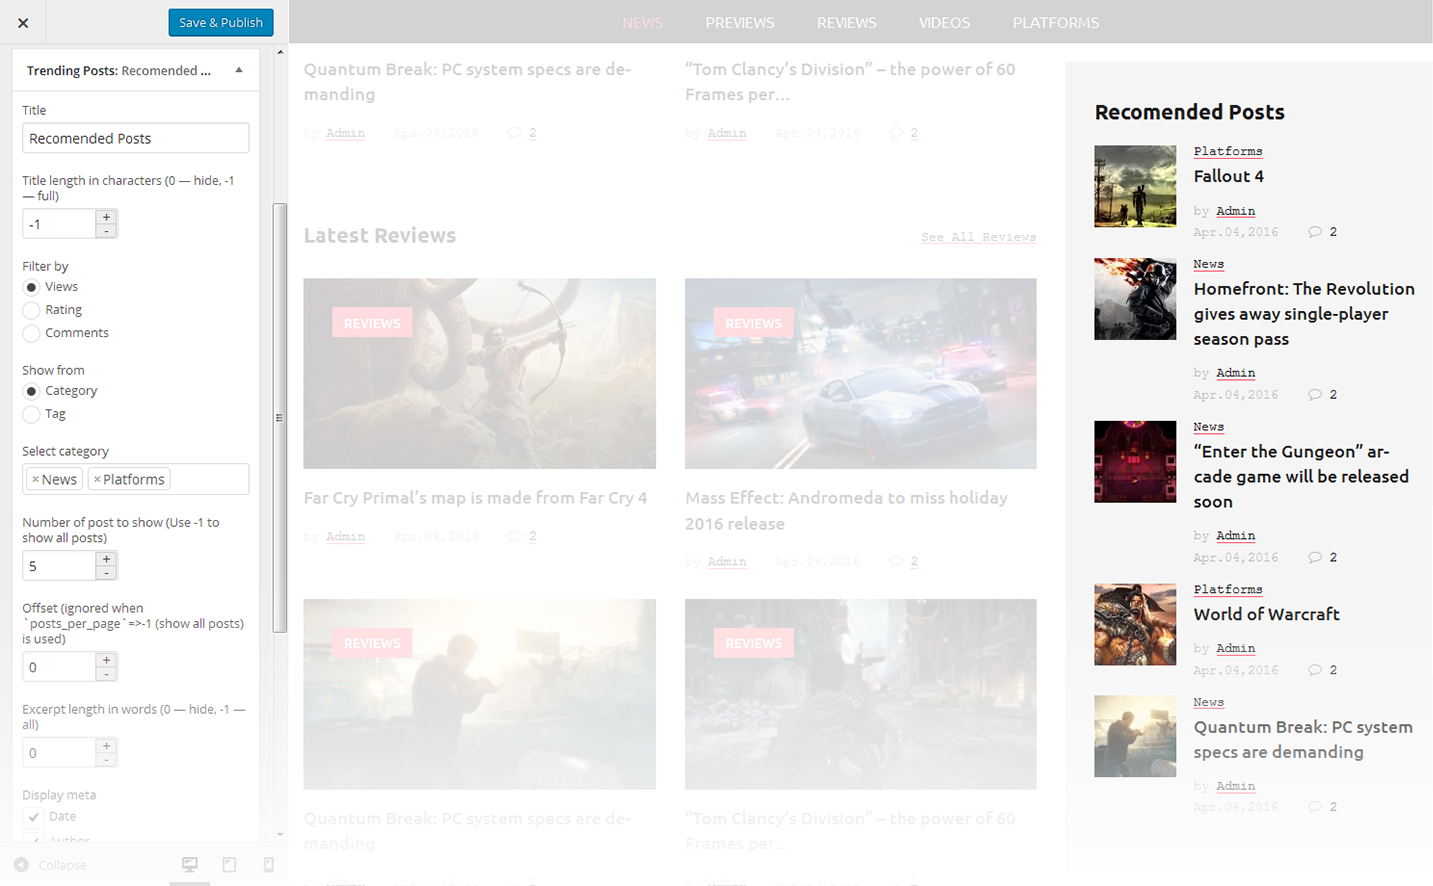 ×
Save & Publish
NEWS PREVIEWS REVIEWS VIDEOS PLATFORMS
Trending Posts: Recomended ...
Title
Recomended Posts
Title length in characters (0 — hide, -1
— full)
-1
+
-
Filter by
Views
Rating
Comments
Show from
Category
Tag
Select category
×News ×Platforms
Number of post to show (Use -1 to
show all posts)
5
+
-
Offset (ignored when
`posts_per_page`=>-1 (show all posts)
is used)
0
+
-
Excerpt length in words (0 — hide, -1 —
all)
0
+
-
Display meta
Date
Author
Collapse
Quantum Break: PC system specs are de-
manding
by Admin Apr.04,2016 2
“Tom Clancy’s Division” – the power of 60
Frames per...
by Admin Apr.04,2016 2
Latest Reviews
See All Reviews
REVIEWS
Far Cry Primal’s map is made from Far Cry 4
by Admin Apr.04,2016 2
REVIEWS
Mass Effect: Andromeda to miss holiday
2016 release
by Admin Apr.04,2016 2
REVIEWS
Quantum Break: PC system specs are de-
manding
REVIEWS
“Tom Clancy’s Division” – the power of 60
Frames per...
Recomended Posts
Platforms
Fallout 4
by Admin
Apr.04,2016 2
News
Homefront: The Revolution
gives away single-player
season pass
by Admin
Apr.04,2016 2
News
“Enter the Gungeon” ar-
cade game will be released
soon
by Admin
Apr.04,2016 2
Platforms
World of Warcraft
by Admin
Apr.04,2016 2
News
Quantum Break: PC system
specs are demanding
by Admin
Apr.04,2016 2